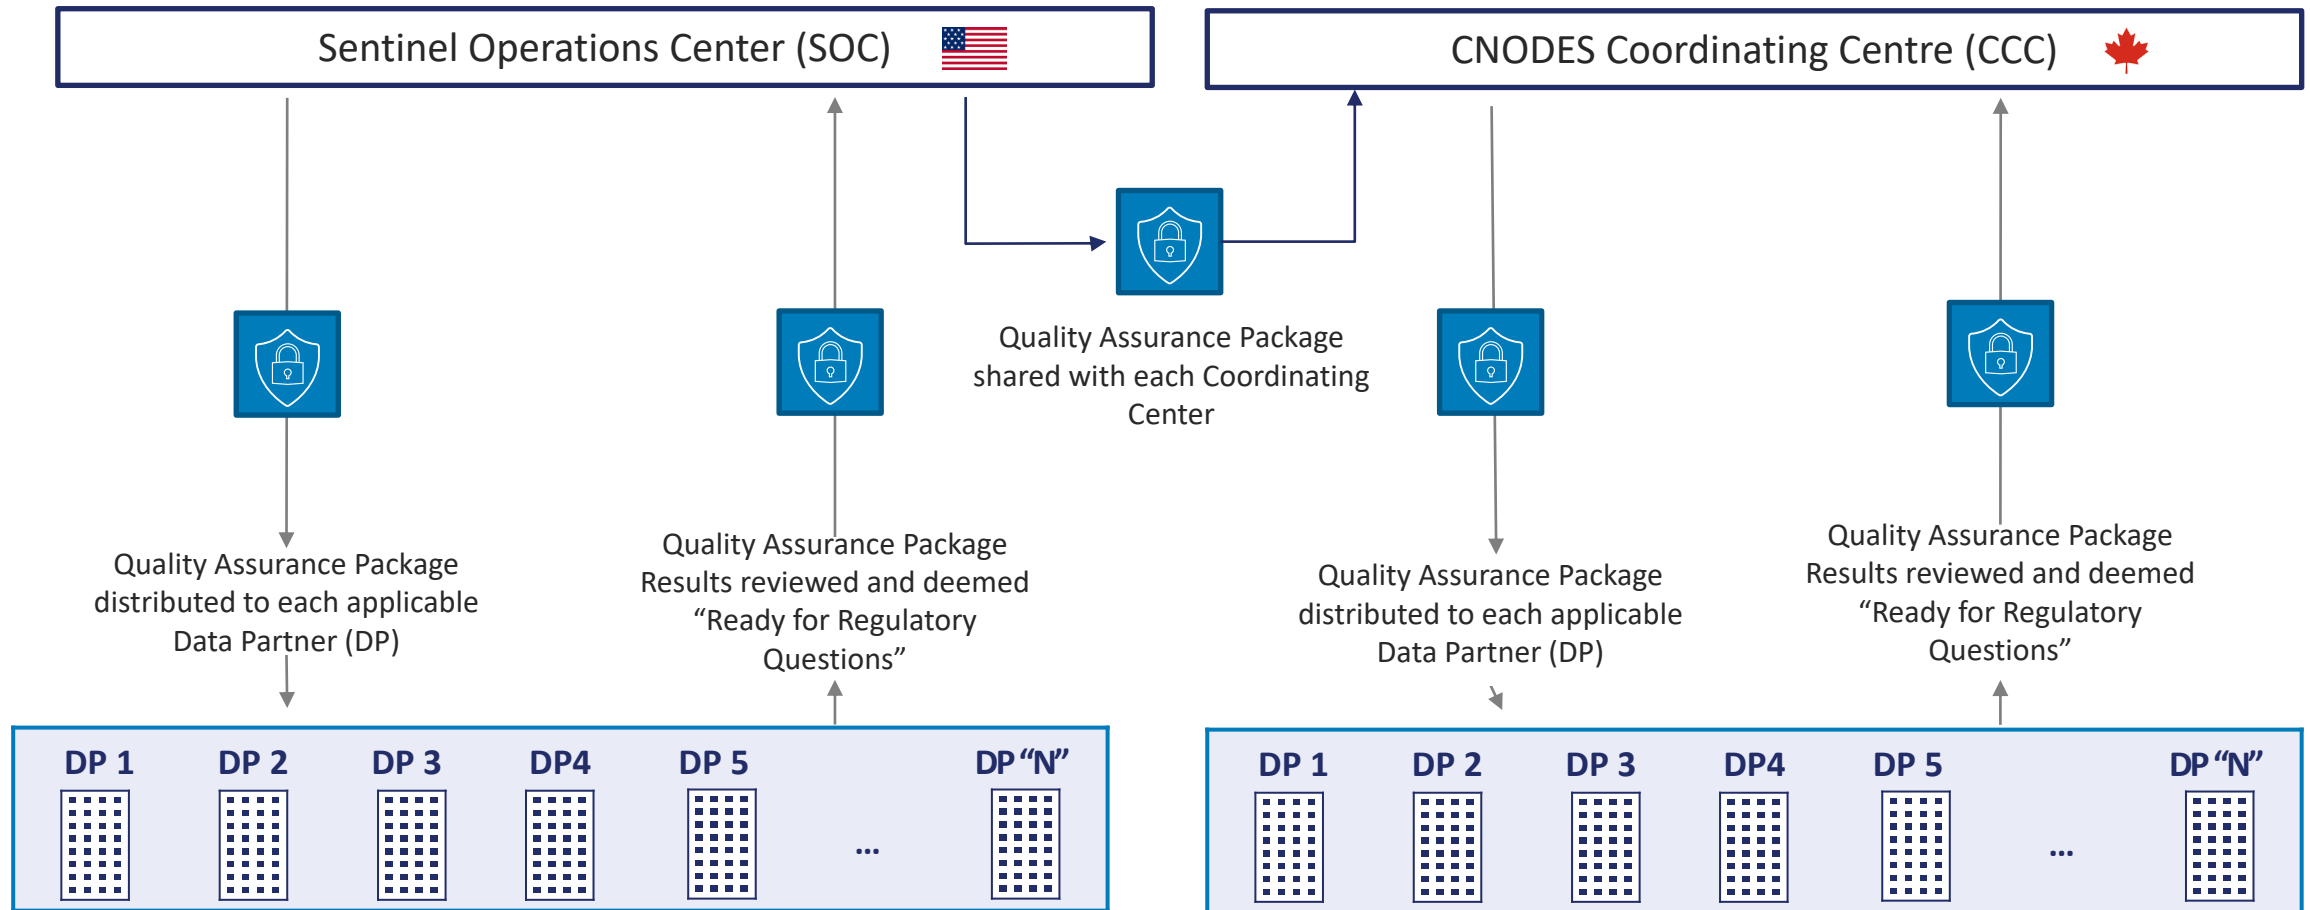 Sentinel Operations Center (SOC)
CNODES Coordinating Centre (CCC)
Quality Assurance Package
shared with each Coordinating
Center
Quality Assurance Package
distributed to each applicable
Data Partner (DP)
Quality Assurance Package
Results reviewed and deemed
“Ready for Regulatory
Questions”
Quality Assurance Package
distributed to each applicable
Data Partner (DP)
Quality Assurance Package
Results reviewed and deemed
“Ready for Regulatory
Questions”
DP 1 DP 2 DP 3 DP4 DP 5 DP “N”
...
DP 1 DP 2 DP 3 DP4 DP 5 DP “N”
...